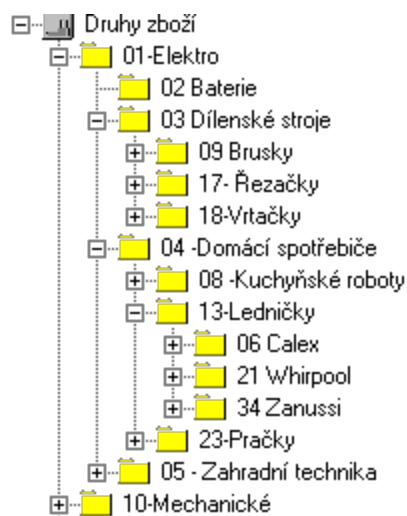 Druhy zboží
01-Elektro
02 Baterie
03 Dílenské stroje
09 Brusky
17- Řezačky
18-Vrtačky
04 -Domácí spotřebiče
08 -Kuchyňské roboty
13-Ledničky
06 Calex
21 Whirpool
34 Zanussi
23-Pračky
05 - Zahradní technika
10-Mechanické